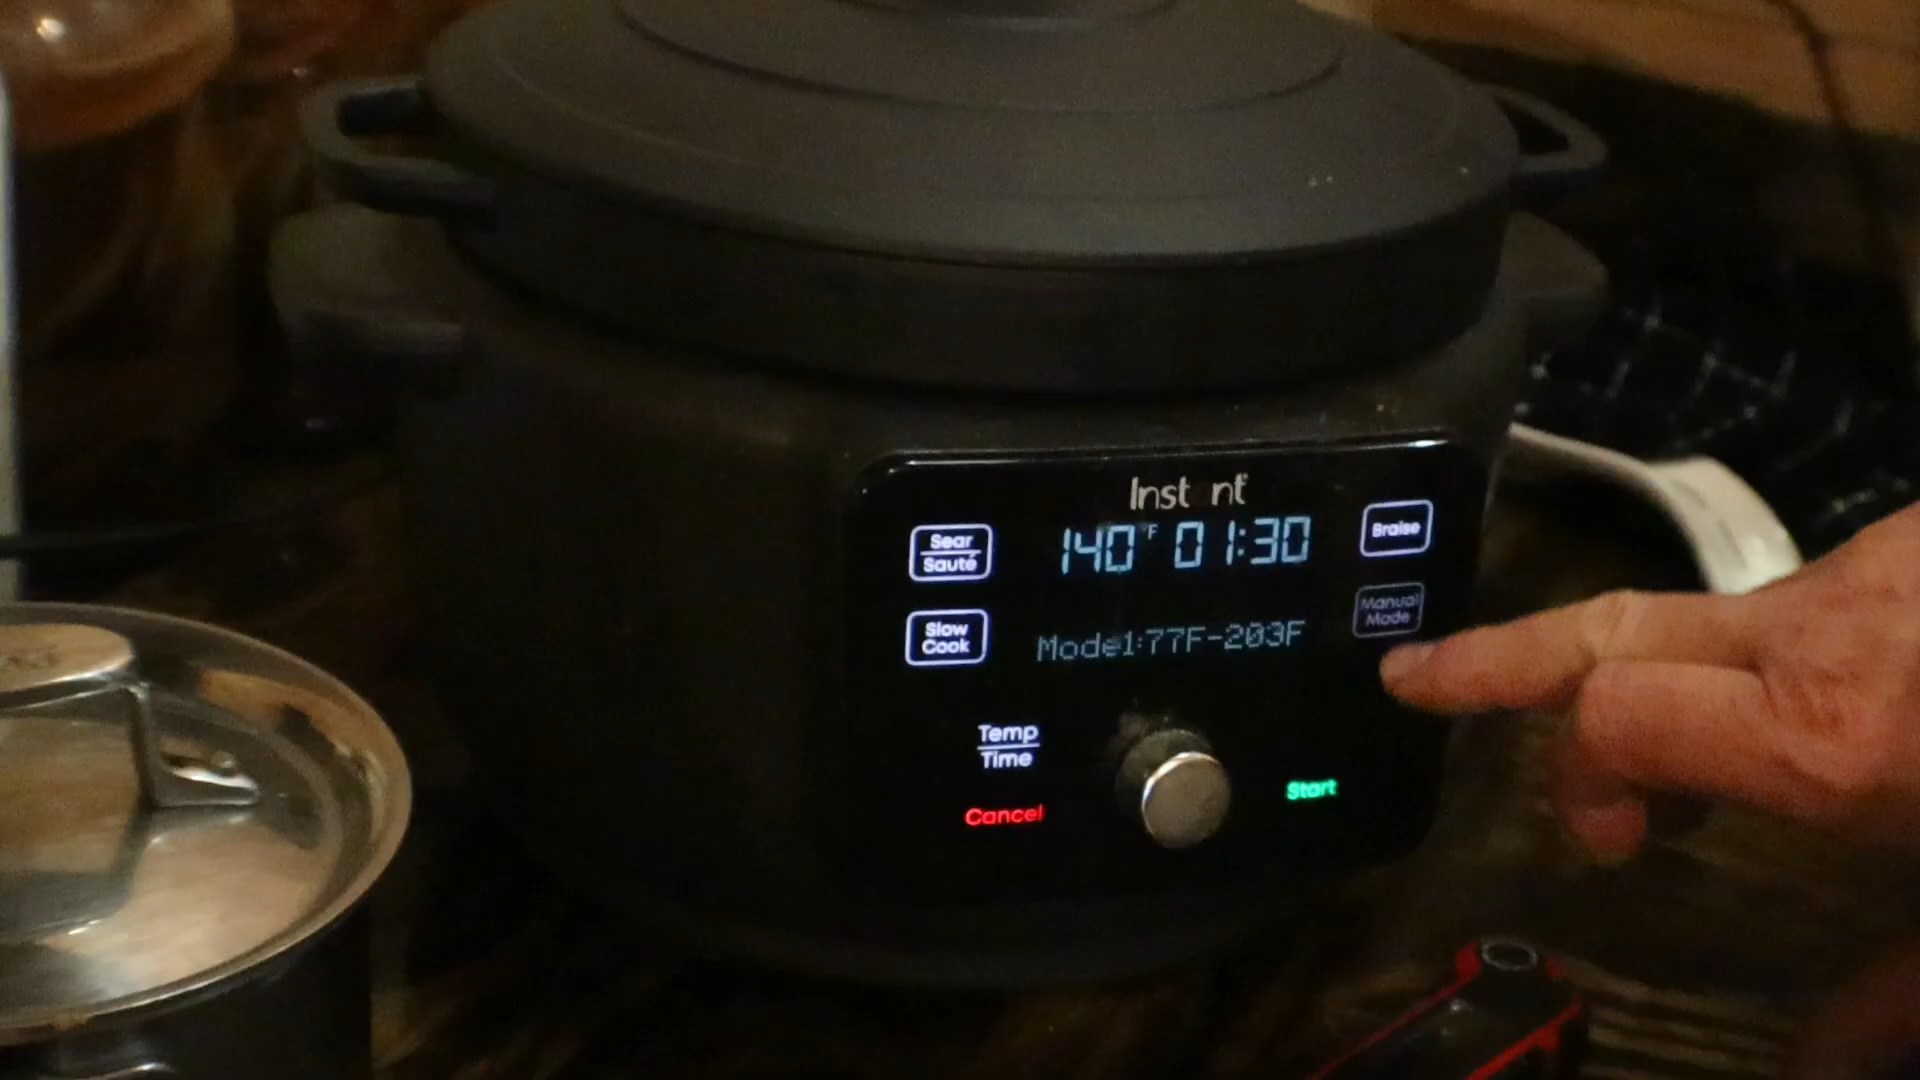 Instant
Sear
Sauté
140°F 01:30
Braise
Manual
Mode
Slow
Cook
Mode1:77F-203F
Temp
Time
Cancel
Start